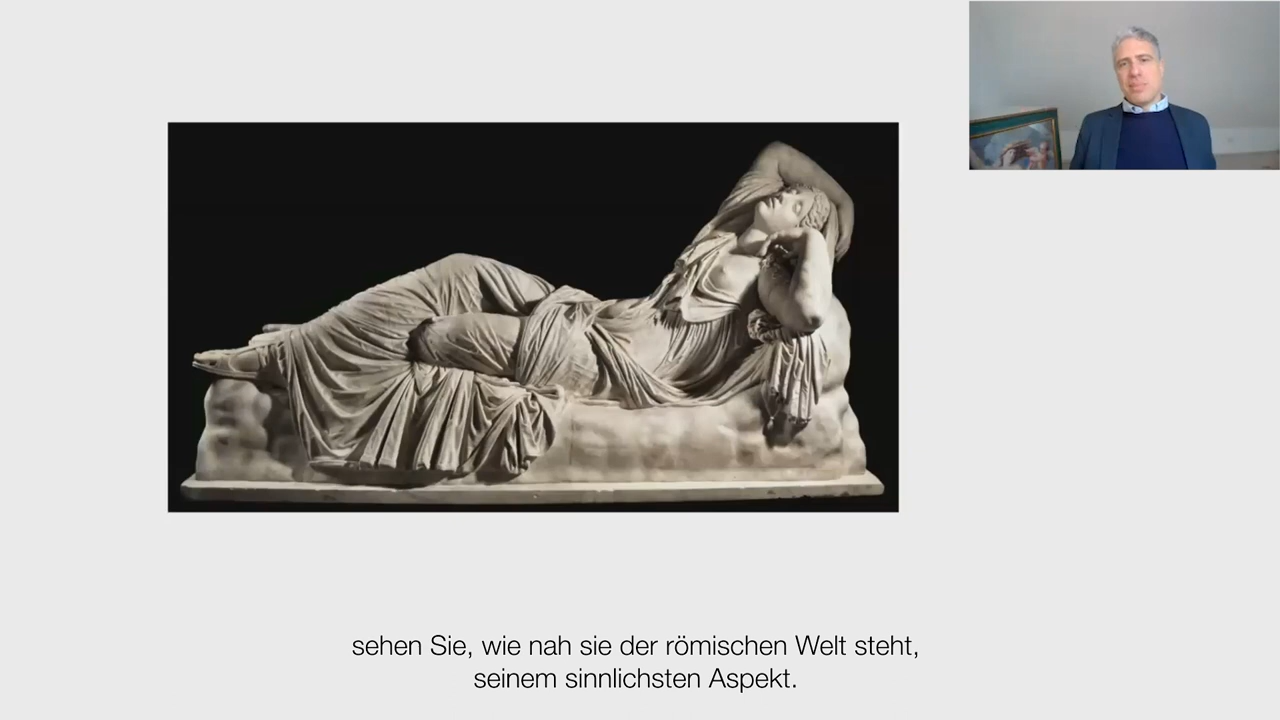 sehen Sie, wie nah sie der römischen Welt steht,
seinem sinnlichsten Aspekt.